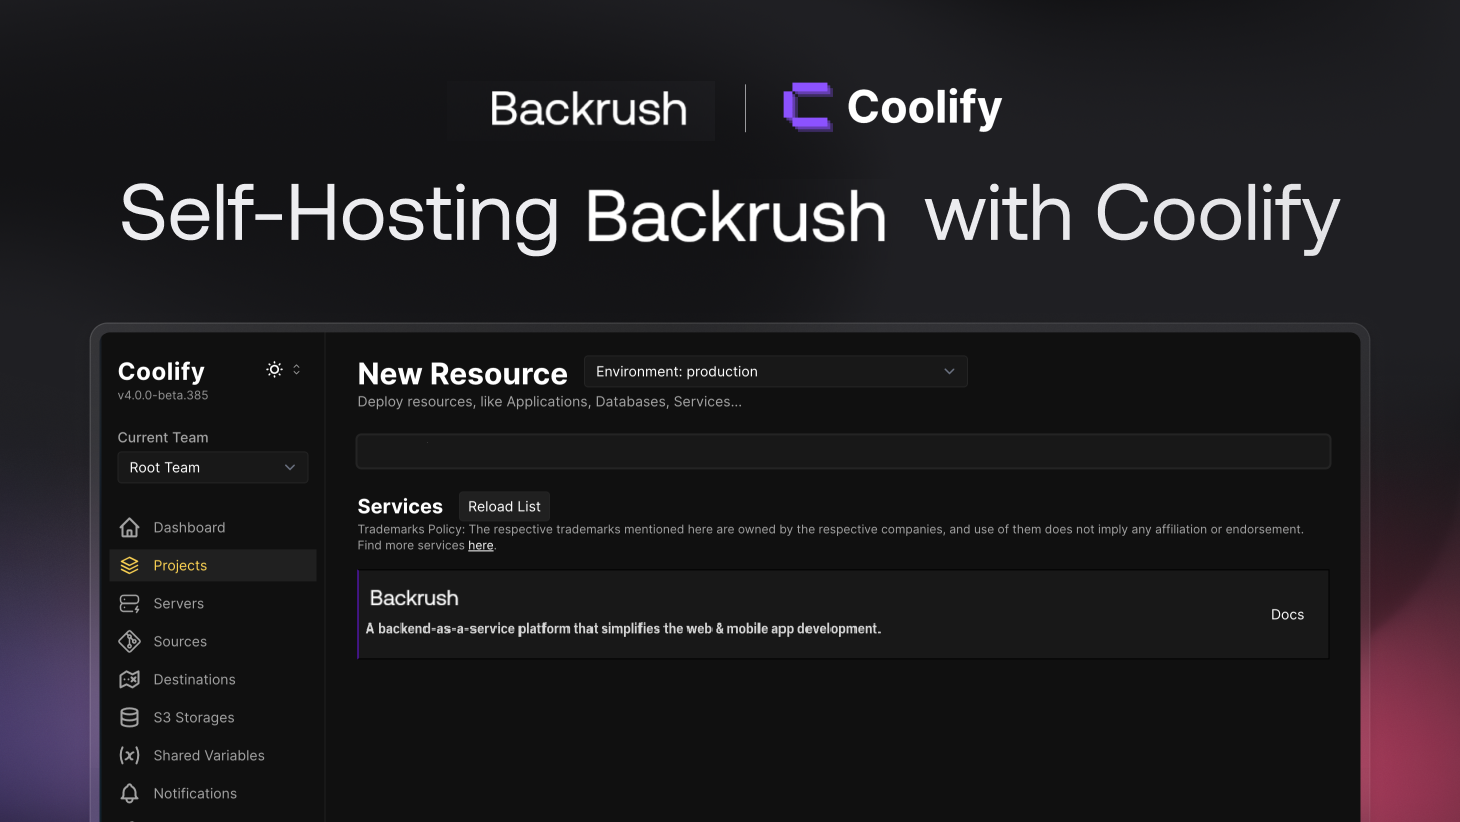 Backrush
Coolify
Self-Hosting Backrush with Coolify
Coolify
v4.0.0-beta.385
Current Team
Root Team
Dashboard
Projects
Servers
Sources
Destinations
S3 Storages
Shared Variables
Notifications
New Resource
Environment: production
Deploy resources, like Applications, Databases, Services...
Services
Reload List
Trademarks Policy: The respective trademarks mentioned here are owned by the respective companies, and use of them does not imply any affiliation or endorsement.
Find more services here.
Backrush
A backend-as-a-service platform that simplifies the web & mobile app development.
Docs